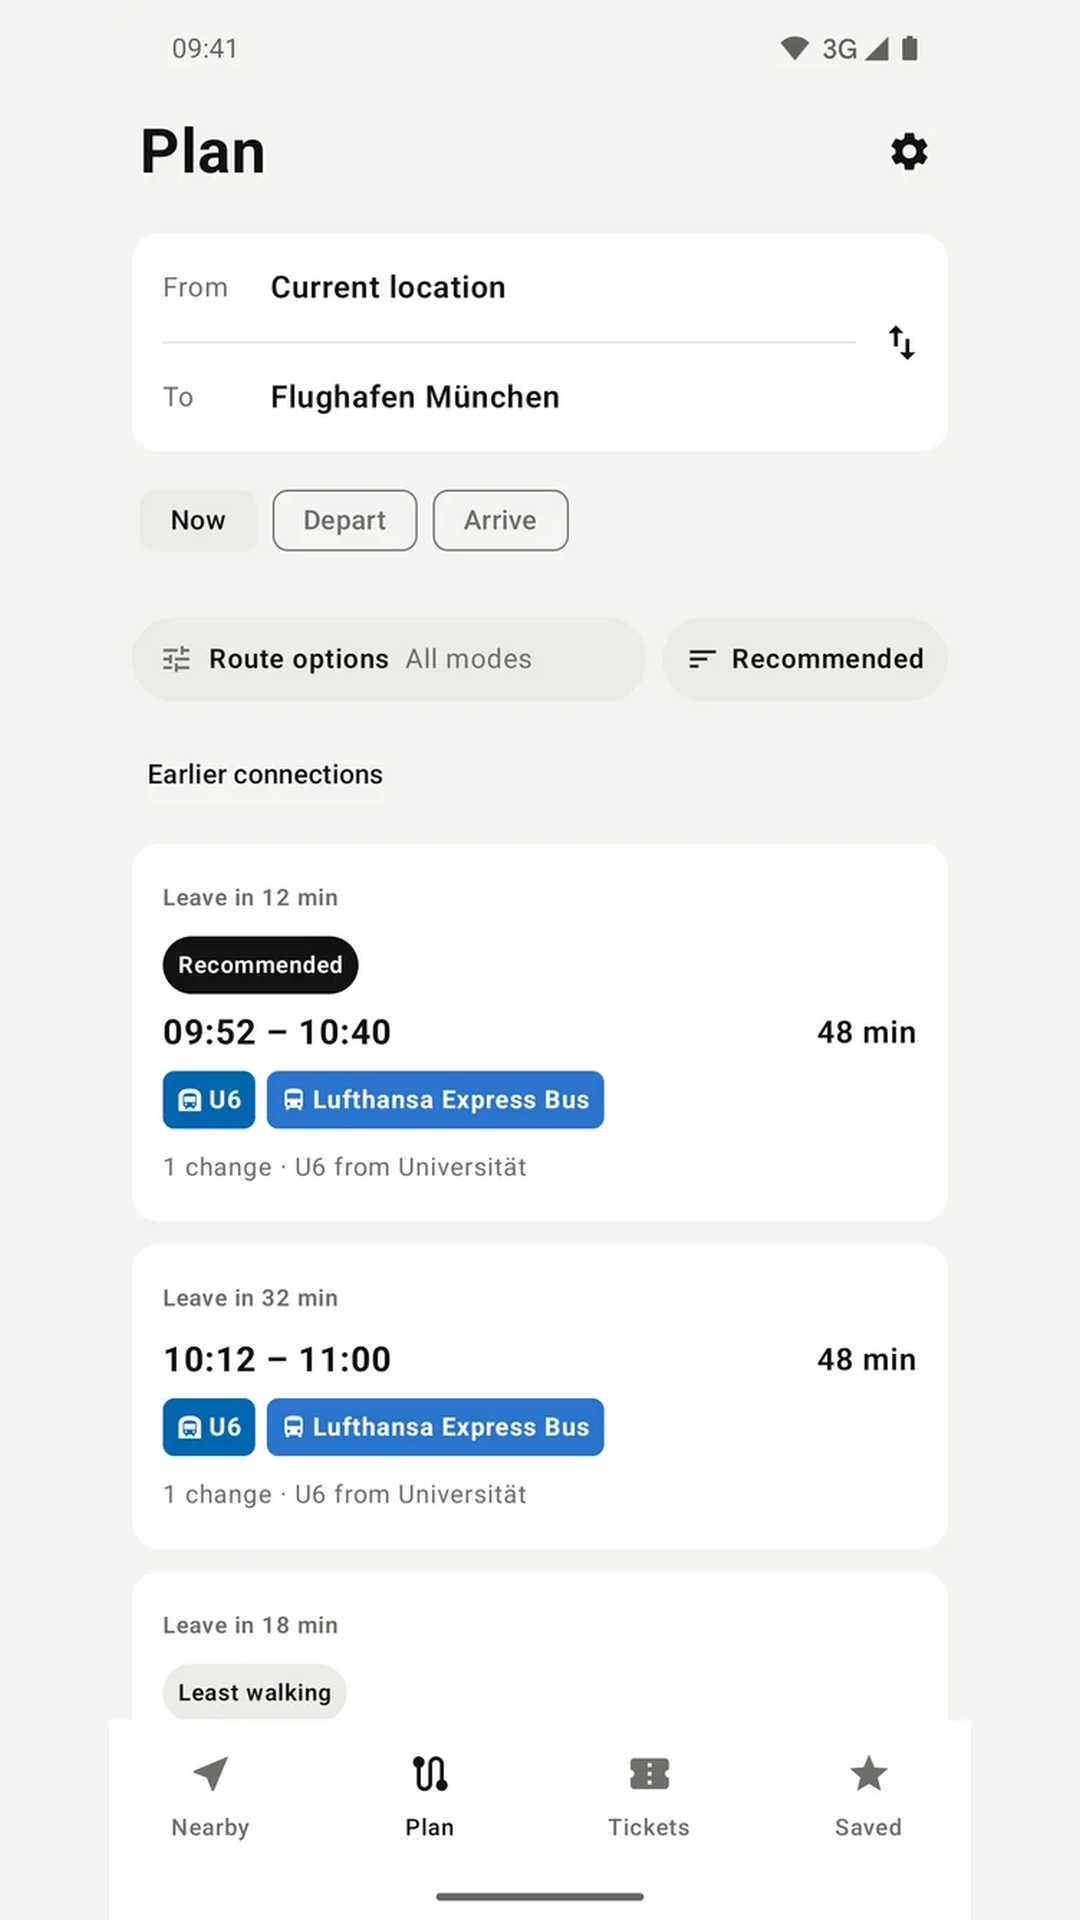 09:41
3G
Plan
From Current location
To Flughafen München
Now Depart Arrive
Route options All modes Recommended
Earlier connections
Leave in 12 min
Recommended
09:52 – 10:40 48 min
U6 Lufthansa Express Bus
1 change · U6 from Universität
Leave in 32 min
10:12 – 11:00 48 min
U6 Lufthansa Express Bus
1 change · U6 from Universität
Leave in 18 min
Least walking
Nearby Plan Tickets Saved